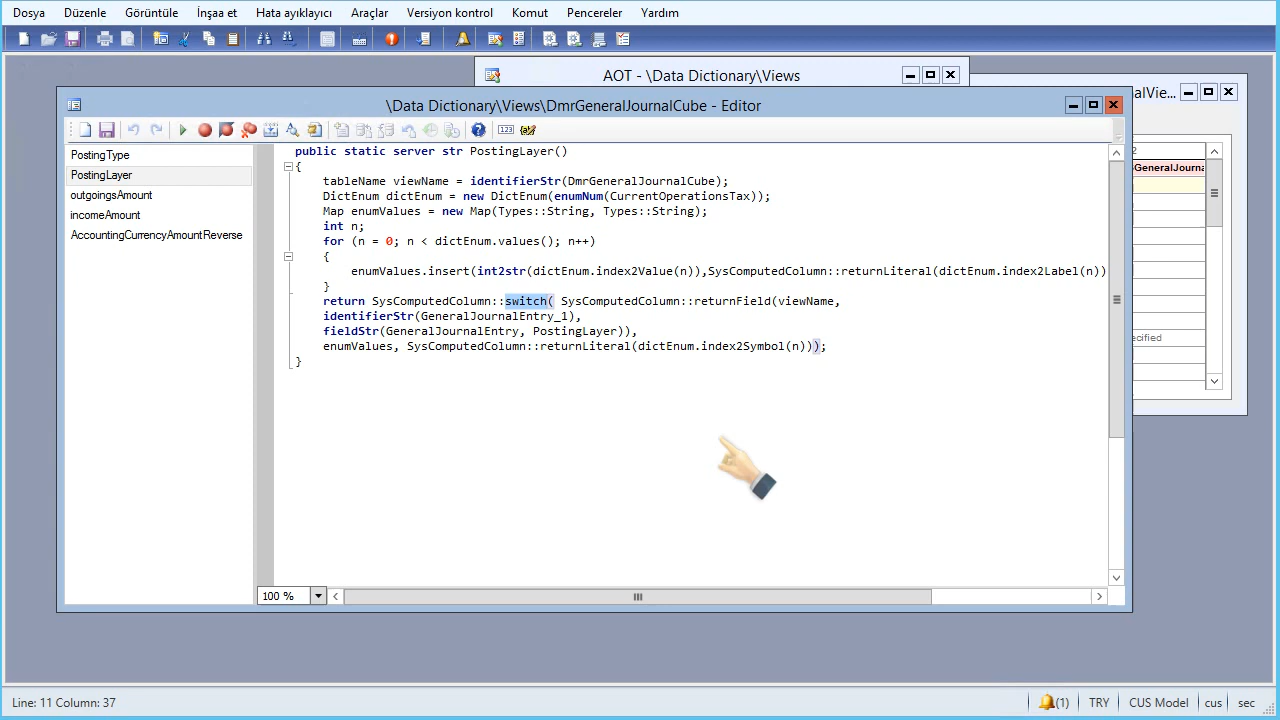 Dosya Düzenle Görüntüle İnşaa et Hata ayıklayıcı Araçlar Versiyon kontrol Komut Pencereler Yardım
AOT - \Data Dictionary\Views
alVie...
\Data Dictionary\Views\DmrGeneralJournalCube - Editor
PostingType
PostingLayer
outgoingsAmount
incomeAmount
AccountingCurrencyAmountReverse
public static server str PostingLayer()
{
tableName viewName = identifierStr(DmrGeneralJournalCube);
DictEnum dictEnum = new DictEnum(enumNum(CurrentOperationsTax));
Map enumValues = new Map(Types::String, Types::String);
int n;
for (n = 0; n < dictEnum.values(); n++)
{
enumValues.insert(int2str(dictEnum.index2Value(n)),SysComputedColumn::returnLiteral(dictEnum.index2Label(n))
}
return SysComputedColumn::switch( SysComputedColumn::returnField(viewName,
identifierStr(GeneralJournalEntry_1),
fieldStr(GeneralJournalEntry, PostingLayer)),
enumValues, SysComputedColumn::returnLiteral(dictEnum.index2Symbol(n)));
}
2
GeneralJourna
ecified
100 %
Line: 11 Column: 37
(1) TRY CUS Model cus sec